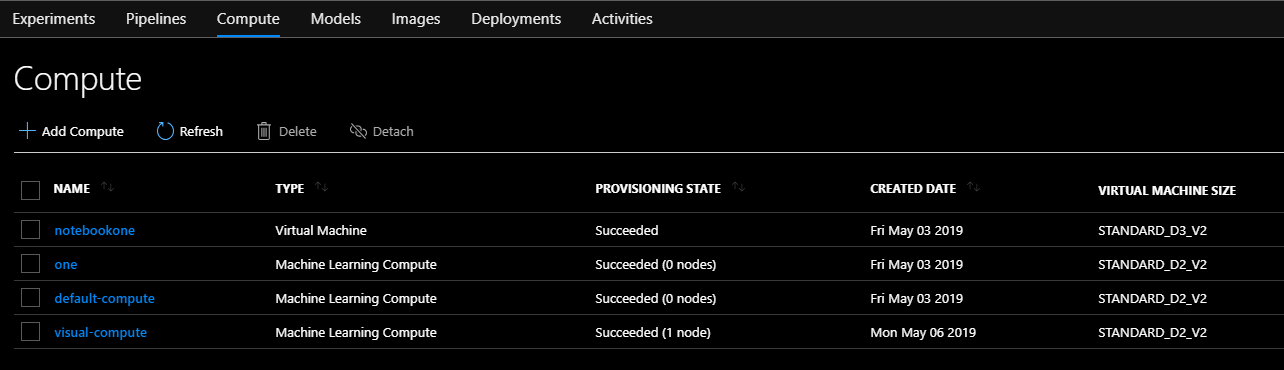 Experiments Pipelines Compute Models Images Deployments Activities
Compute
Add Compute Refresh Delete Detach
NAME TYPE PROVISIONING STATE CREATED DATE VIRTUAL MACHINE SIZE
notebookone Virtual Machine Succeeded Fri May 03 2019 STANDARD_D3_V2
one Machine Learning Compute Succeeded (0 nodes) Fri May 03 2019 STANDARD_D2_V2
default-compute Machine Learning Compute Succeeded (0 nodes) Fri May 03 2019 STANDARD_D2_V2
visual-compute Machine Learning Compute Succeeded (1 node) Mon May 06 2019 STANDARD_D2_V2